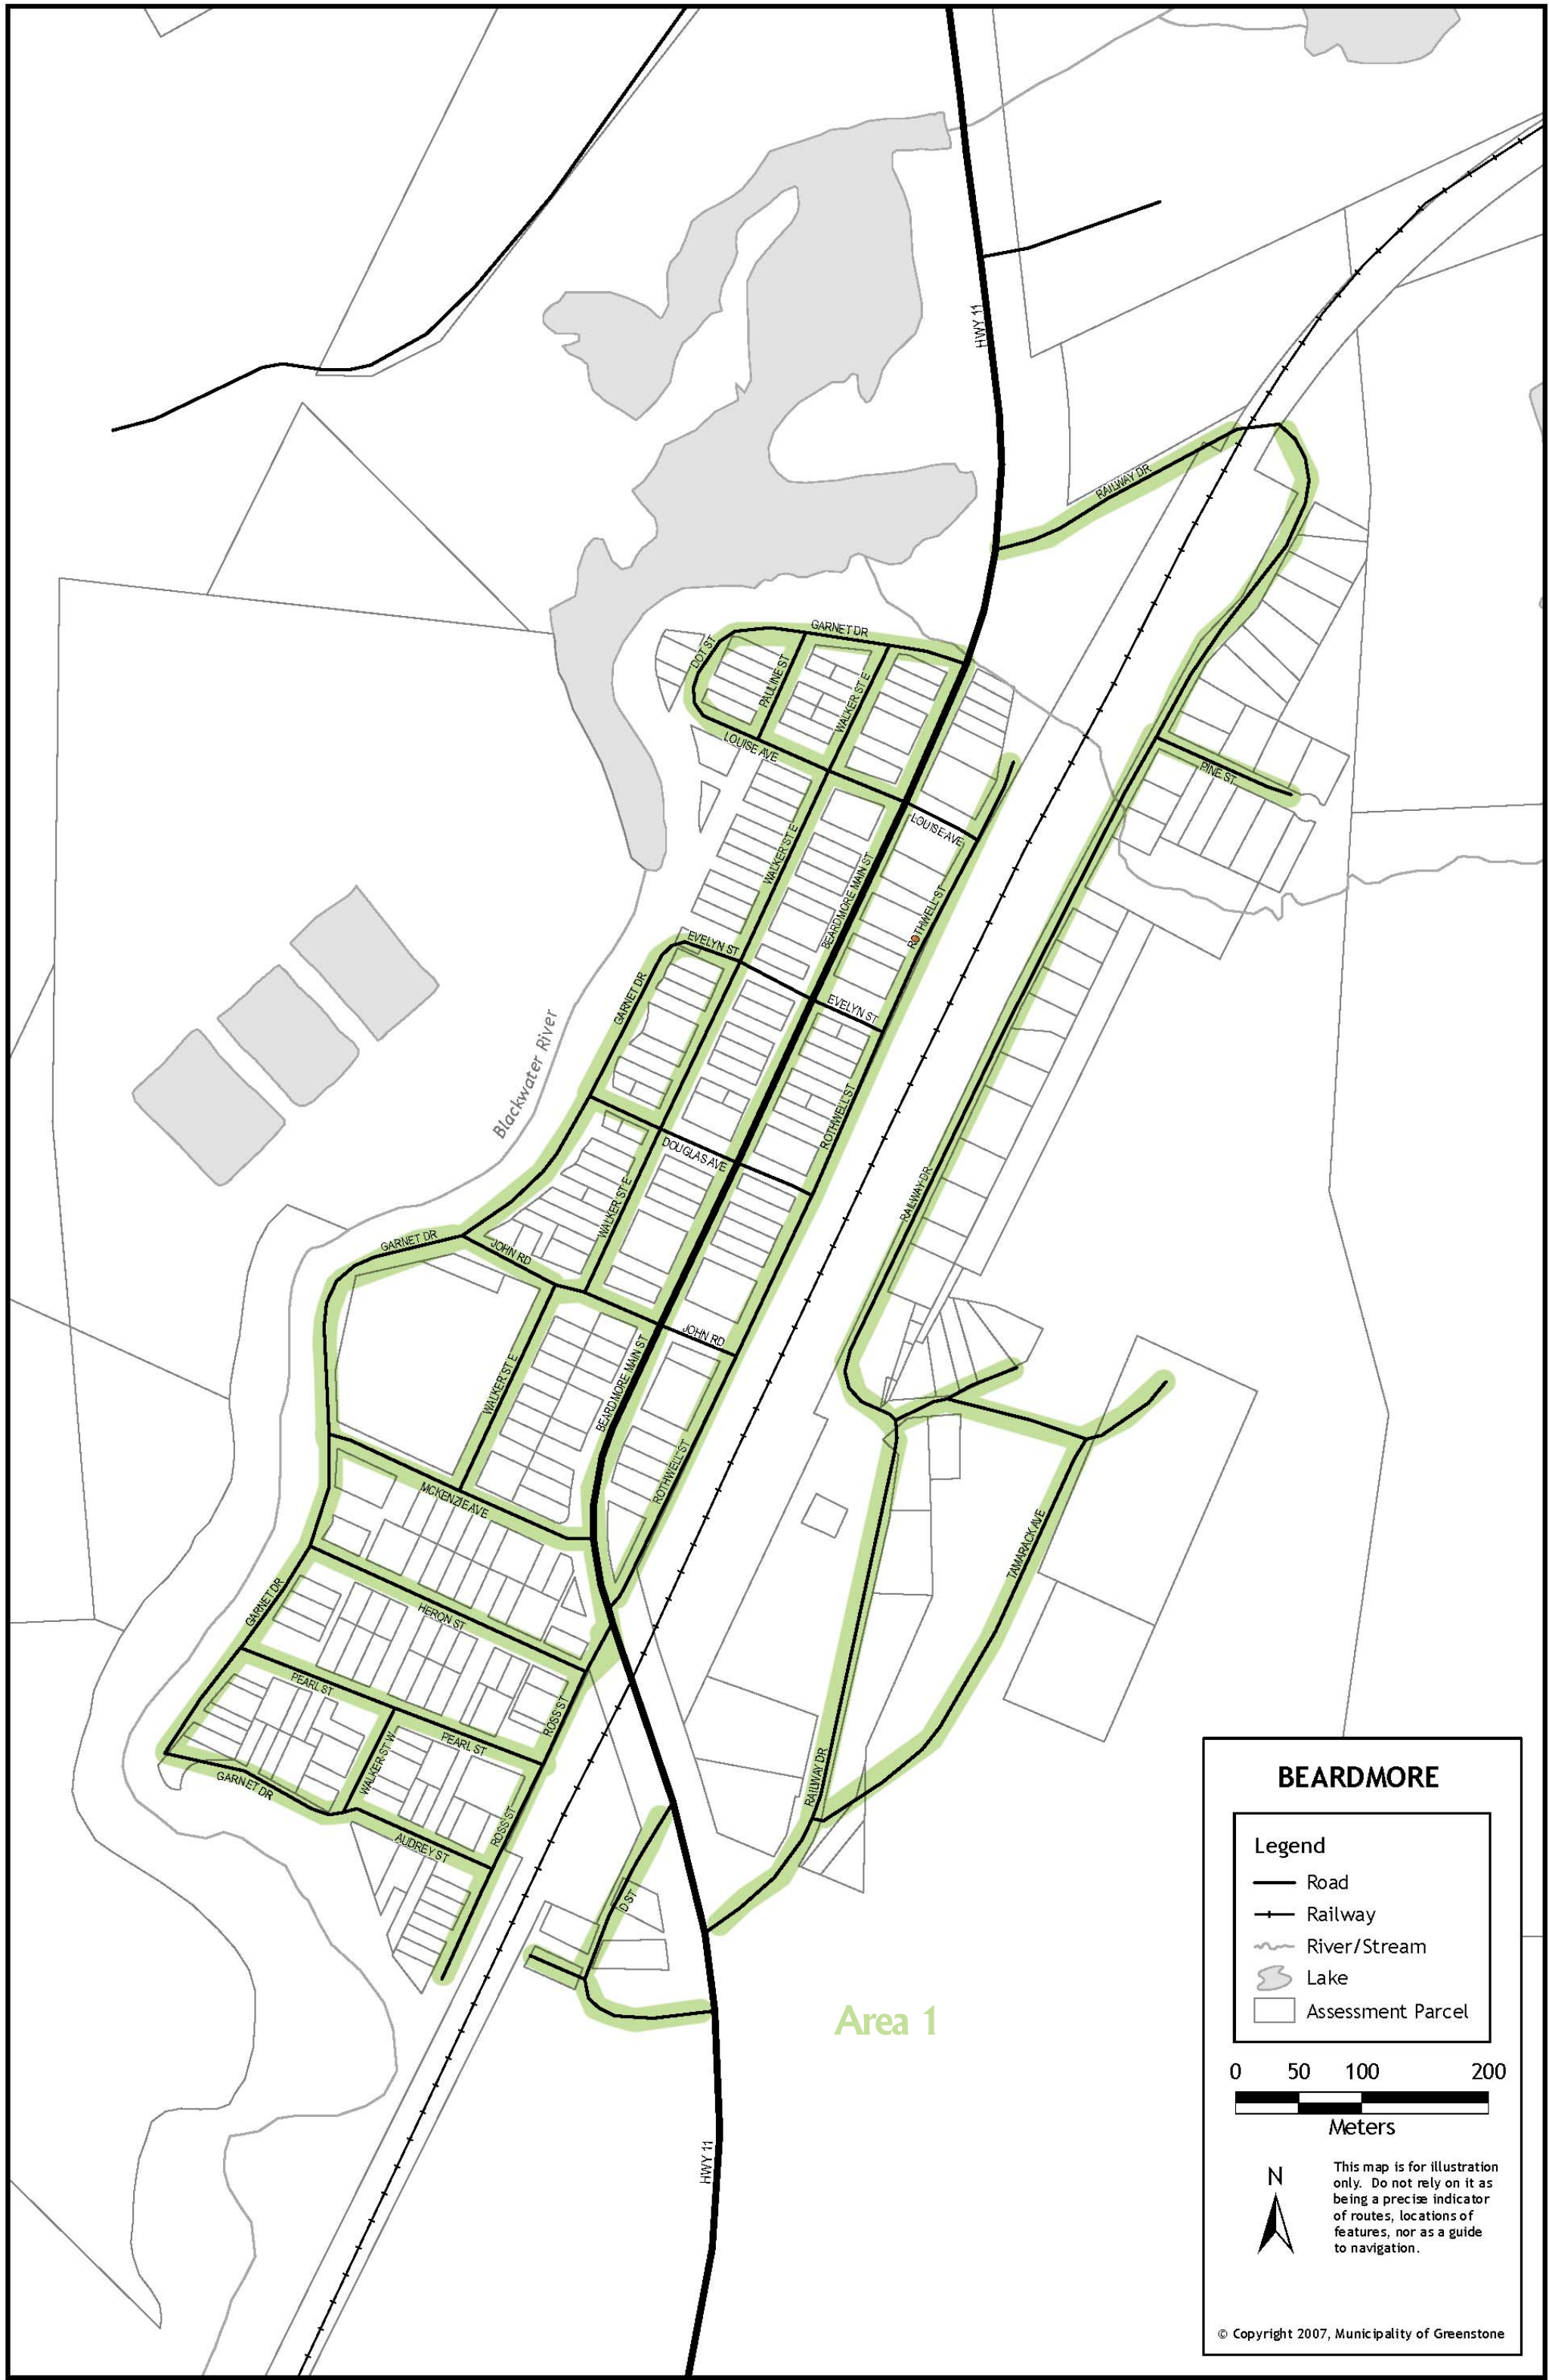 HWY 11
RAILWAY DR
GARNET DR
DOT ST
PAULINE ST
WALKER ST E
LOUISE AVE
PINE ST
LOUISE AVE
WALKER ST E
BEARDMORE MAIN ST
ROTHWELL ST
EVELYN ST
GARNET DR
EVELYN ST
Blackwater River
ROTHWELL ST
DOUGLAS AVE
WALKER ST E
RAILWAY DR
GARNET DR
JOHN RD
JOHN RD
WALKER ST E
BEARDMORE MAIN ST
ROTHWELL ST
MCKENZIE AVE
TAMARACK AVE
GARNET DR
HERON ST
PEARL ST
ROSS ST
PEARL ST
WALKER ST W
GARNET DR
RAILWAY DR
ROSS ST
AUDREY ST
D ST
Area 1
HWY 11
BEARDMORE
Legend
Road
Railway
River/Stream
Lake
Assessment Parcel
0 50 100 200
Meters
N
This map is for illustration
only. Do not rely on it as
being a precise indicator
of routes, locations of
features, nor as a guide
to navigation.
© Copyright 2007, Municipality of Greenstone